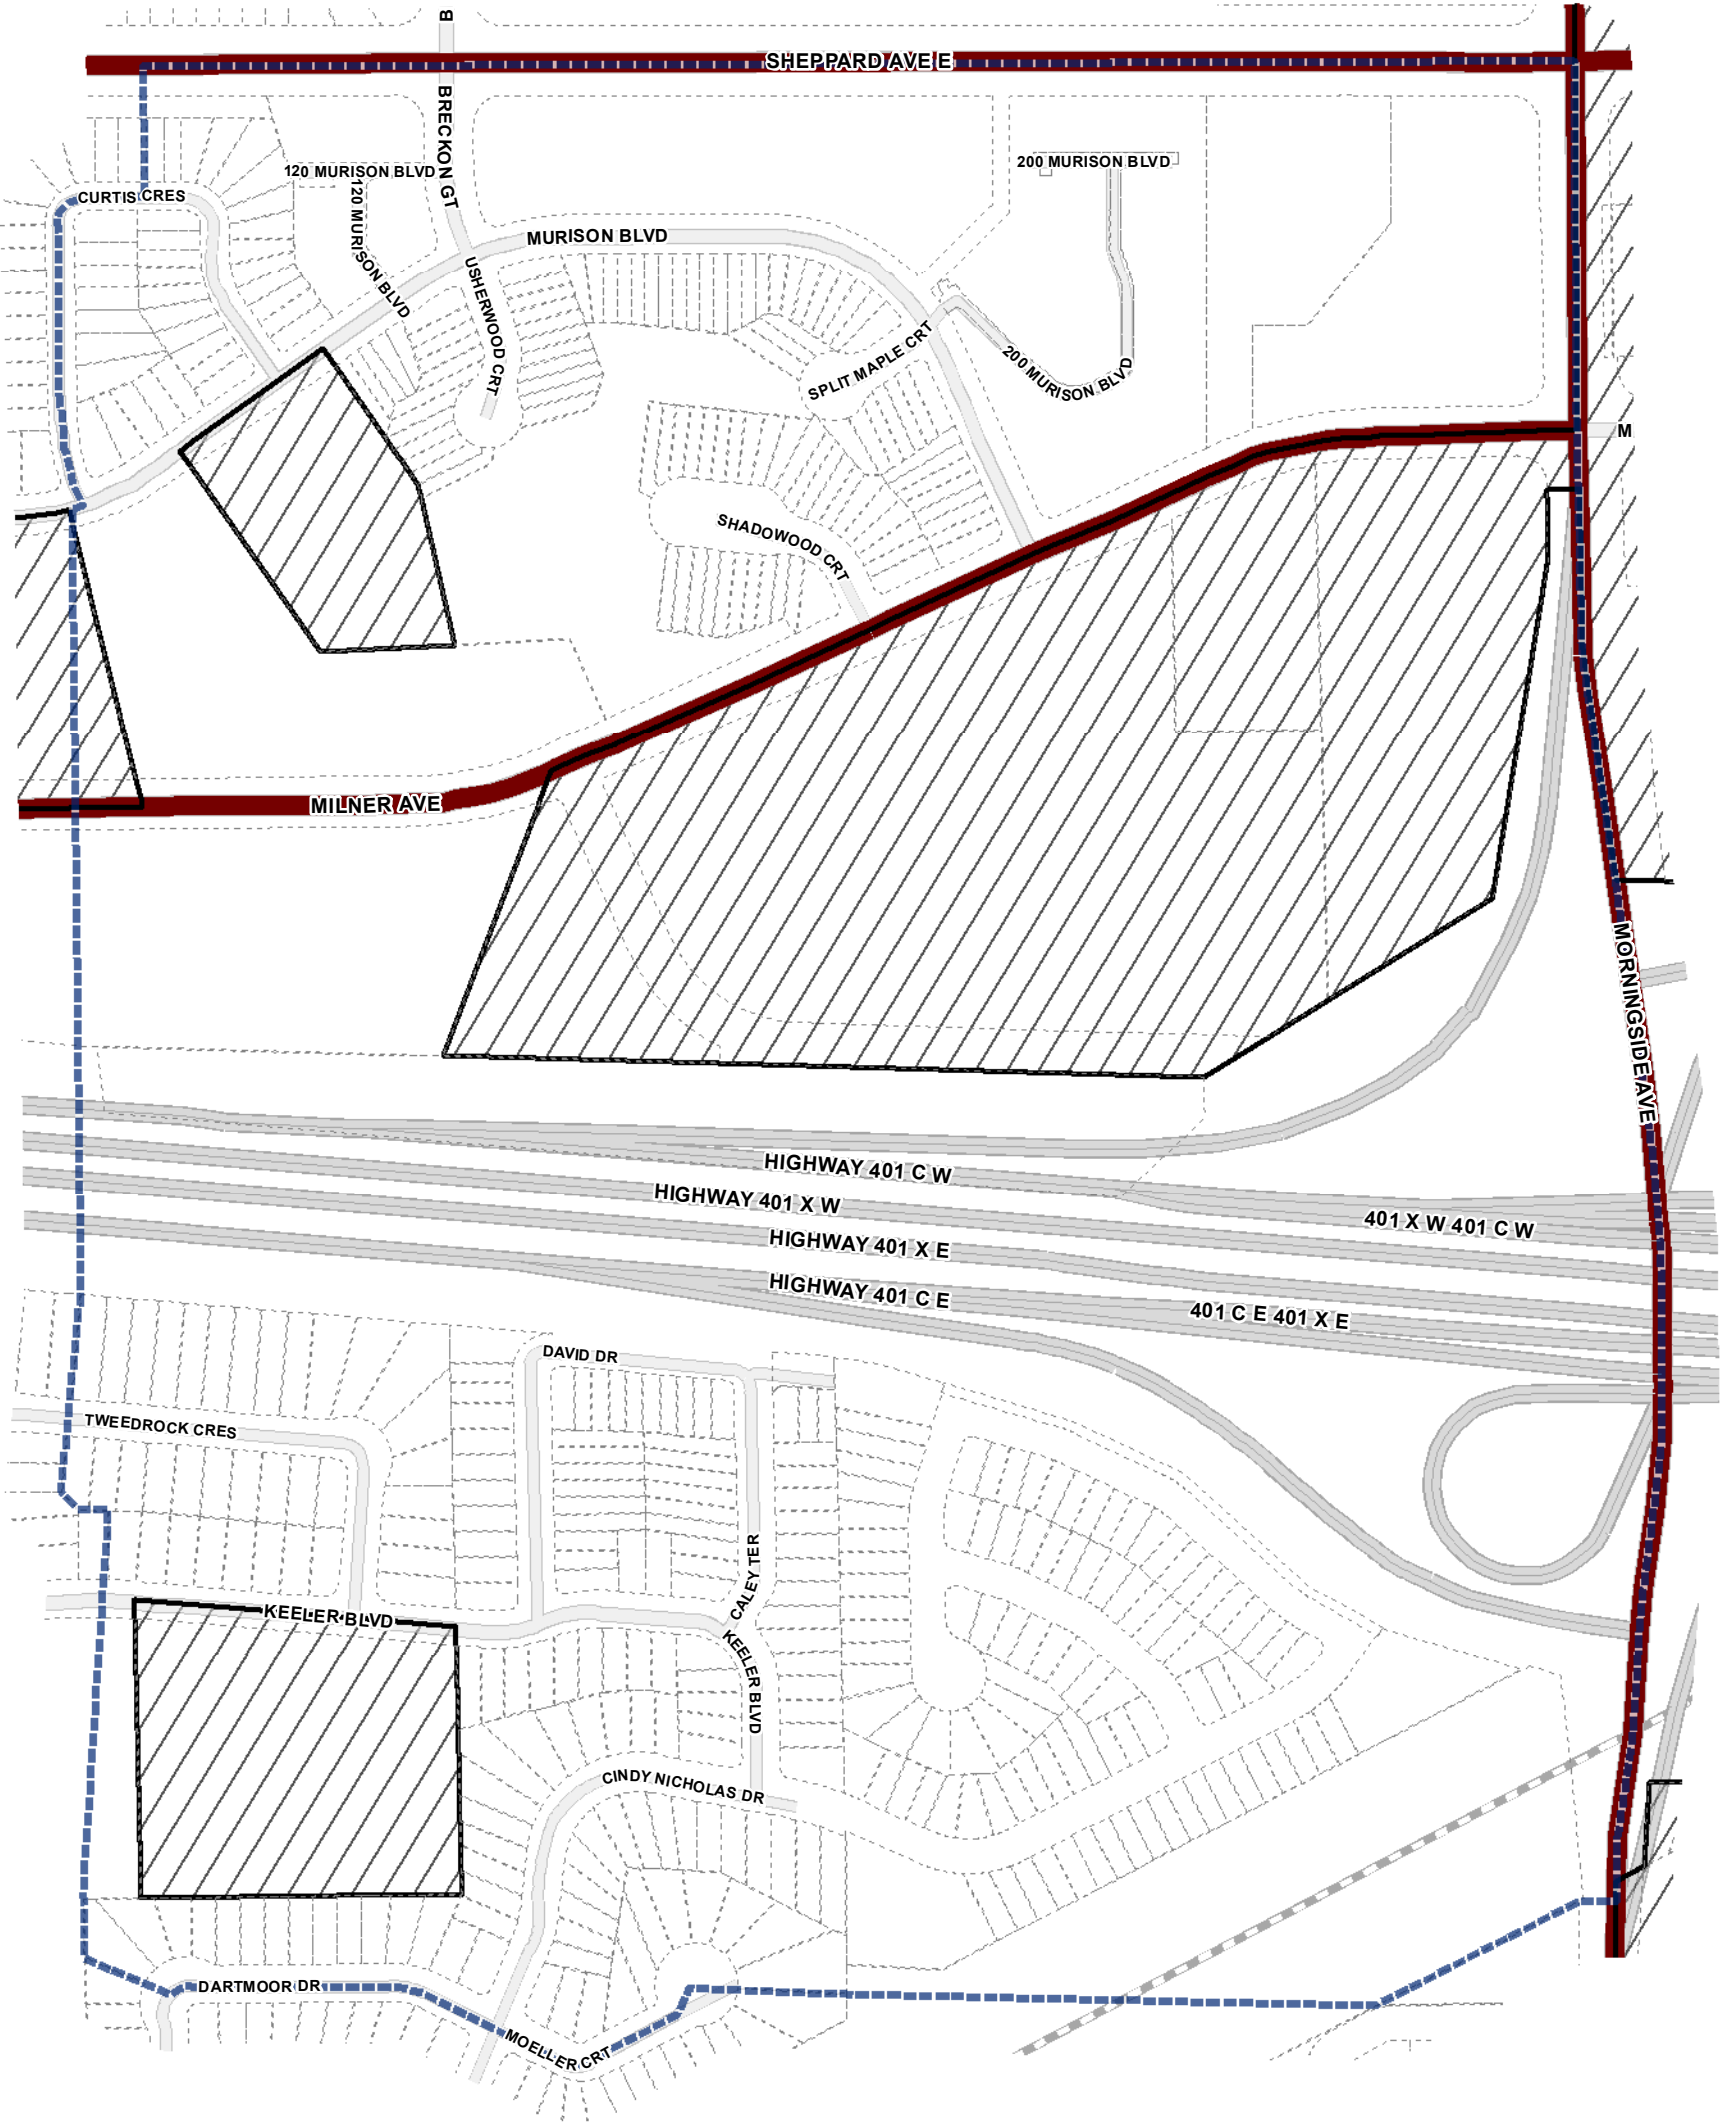 B
SHEPPARD AVE E
BRECKON GT
120 MURISON BLVD
200 MURISON BLVD
CURTIS CRES
120 MURISON BLVD
MURISON BLVD
USHERWOOD CRT
SPLIT MAPLE CRT
200 MURISON BLVD
M
SHADOWOOD CRT
MILNER AVE
MORNINGSIDE AVE
HIGHWAY 401 C W
HIGHWAY 401 X W
401 X W 401 C W
HIGHWAY 401 X E
HIGHWAY 401 C E
401 C E 401 X E
DAVID DR
TWEEDROCK CRES
CALEY TER
KEELER BLVD
KEELER BLVD
CINDY NICHOLAS DR
DARTMOOR DR
MOELLER CRT